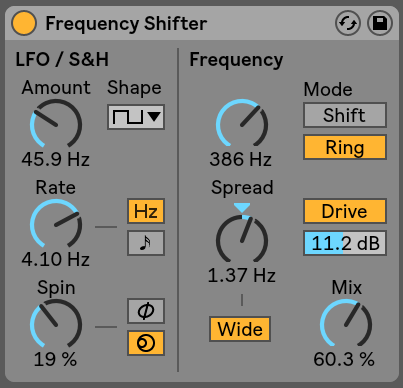 Frequency Shifter
LFO / S&H
Amount
Shape
45.9 Hz
Rate
Hz
4.10 Hz
Spin
ϕ
19 %
Frequency
386 Hz
Mode
Shift
Ring
Spread
Drive
11.2 dB
1.37 Hz
Wide
Mix
60.3 %